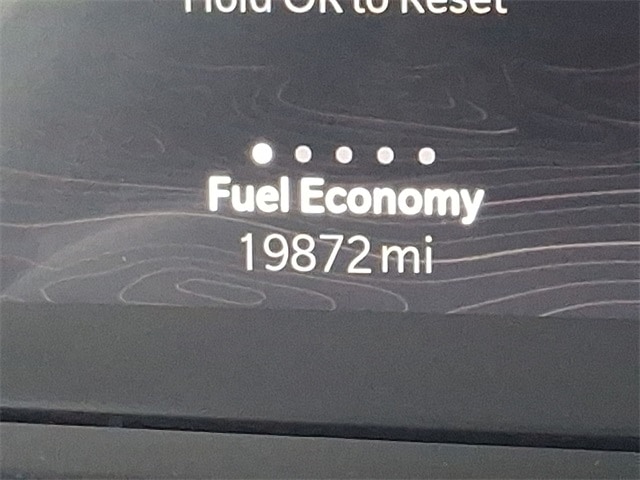 Hold OK to Reset
Fuel Economy
19872 mi